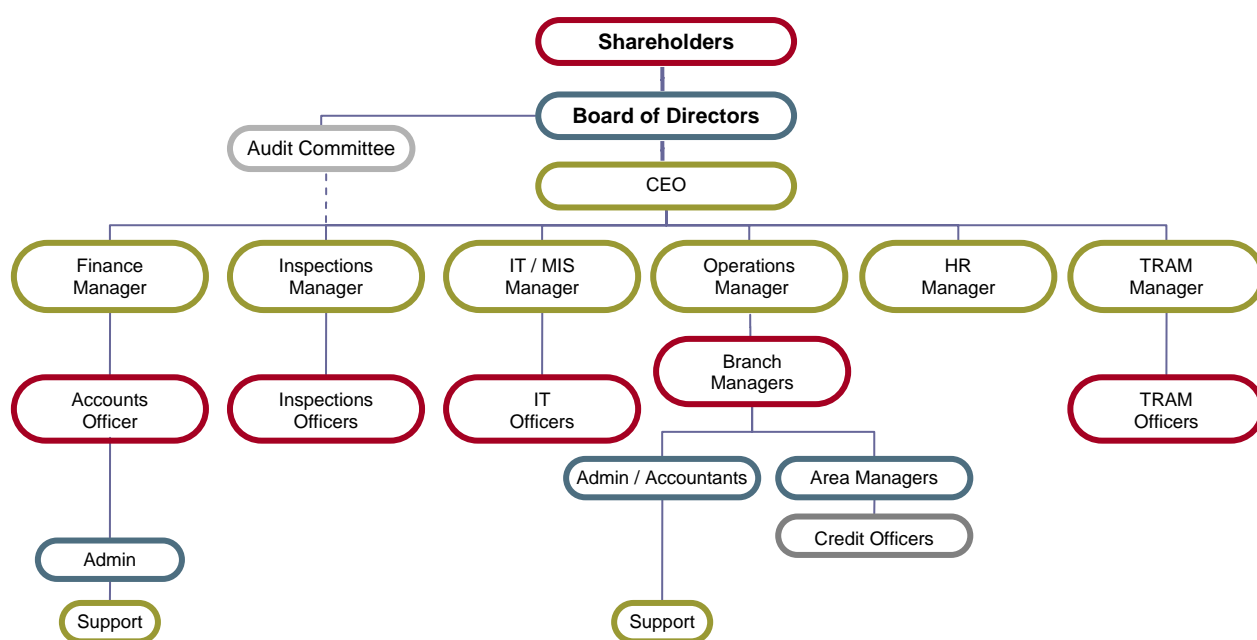 Shareholders
Board of Directors
Audit Committee
CEO
Finance
Manager
Inspections
Manager
IT / MIS
Manager
Operations
Manager
HR
Manager
TRAM
Manager
Branch
Managers
Accounts
Officer
Inspections
Officers
IT
Officers
TRAM
Officers
Admin / Accountants
Area Managers
Credit Officers
Admin
Support
Support